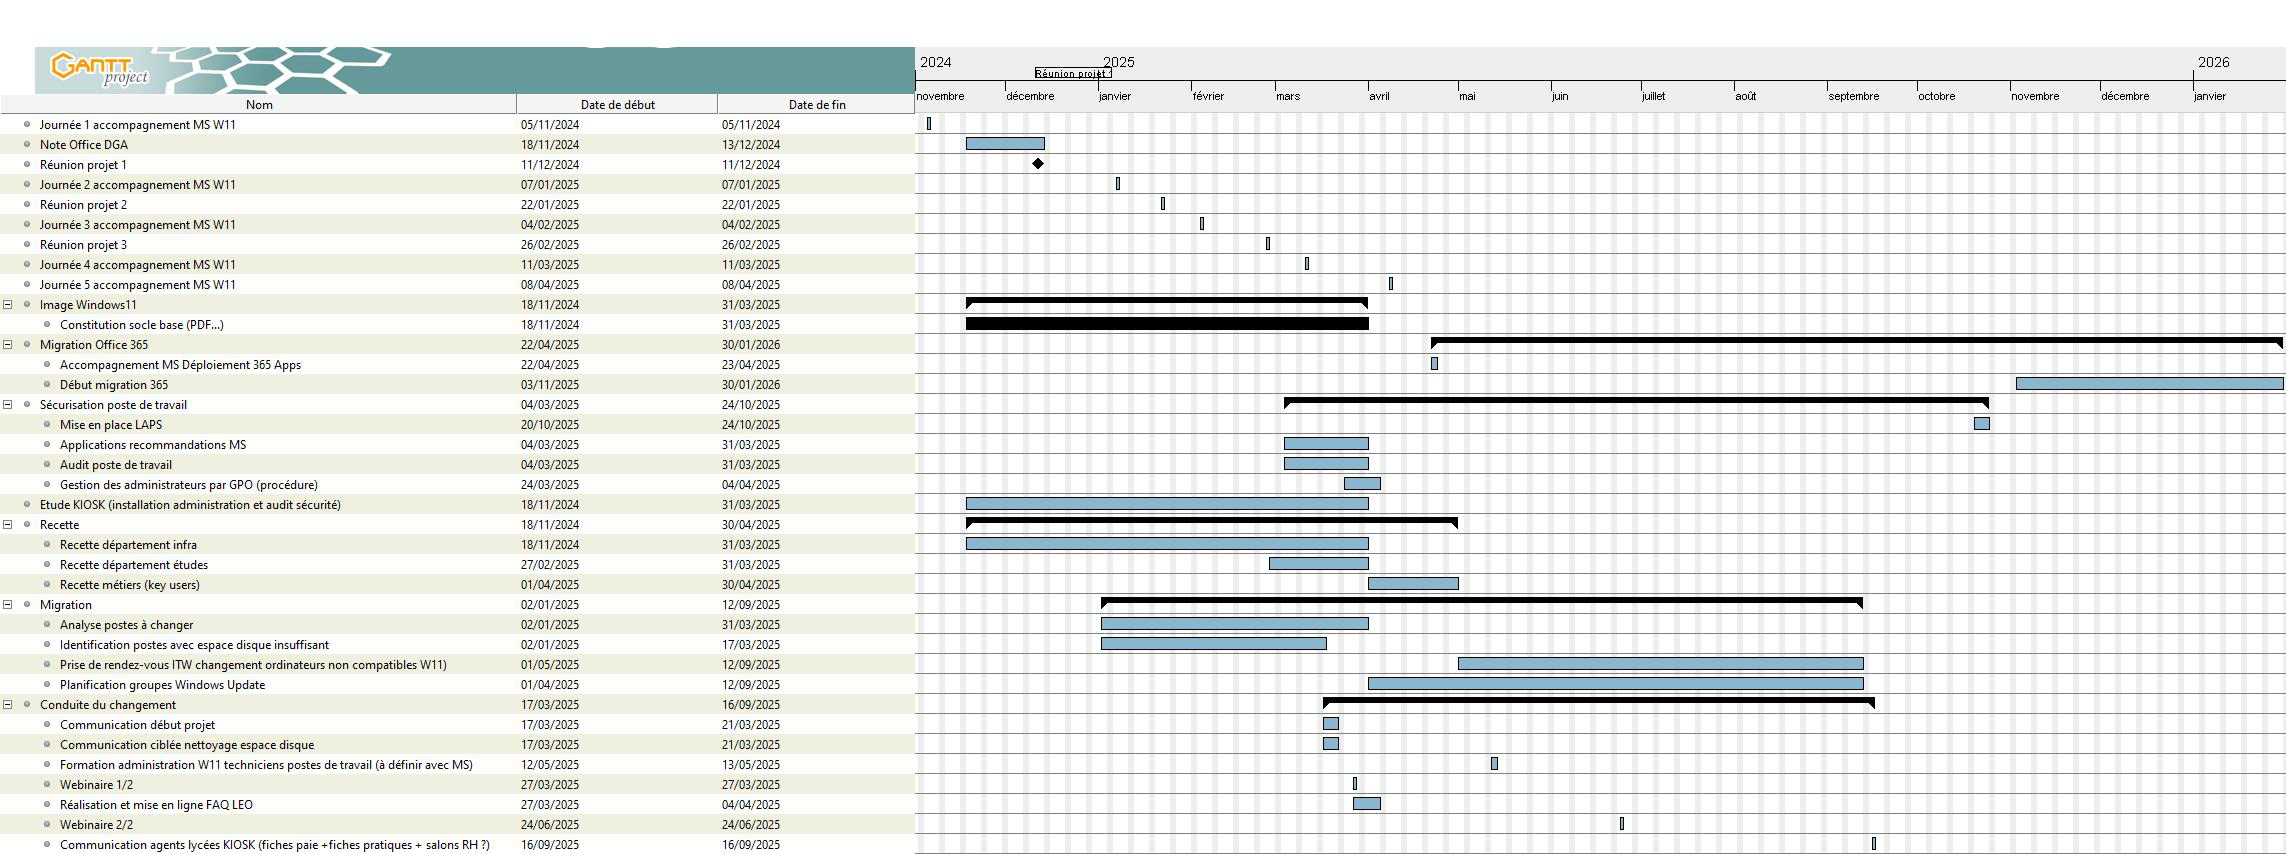 GANTT
project
2024 2025 2026
Réunion projet 1
Nom Date de début Date de fin novembre décembre janvier février mars avril mai juin juillet août septembre octobre novembre décembre janvier
Journée 1 accompagnement MS W11 05/11/2024 05/11/2024
Note Office DGA 18/11/2024 13/12/2024
Réunion projet 1 11/12/2024 11/12/2024
Journée 2 accompagnement MS W11 07/01/2025 07/01/2025
Réunion projet 2 22/01/2025 22/01/2025
Journée 3 accompagnement MS W11 04/02/2025 04/02/2025
Réunion projet 3 26/02/2025 26/02/2025
Journée 4 accompagnement MS W11 11/03/2025 11/03/2025
Journée 5 accompagnement MS W11 08/04/2025 08/04/2025
Image Windows11 18/11/2024 31/03/2025
Constitution socle base (PDF...) 18/11/2024 31/03/2025
Migration Office 365 22/04/2025 30/01/2026
Accompagnement MS Déploiement 365 Apps 22/04/2025 23/04/2025
Début migration 365 03/11/2025 30/01/2026
Sécurisation poste de travail 04/03/2025 24/10/2025
Mise en place LAPS 20/10/2025 24/10/2025
Applications recommandations MS 04/03/2025 31/03/2025
Audit poste de travail 04/03/2025 31/03/2025
Gestion des administrateurs par GPO (procédure) 24/03/2025 04/04/2025
Etude KIOSK (installation administration et audit sécurité) 18/11/2024 31/03/2025
Recette 18/11/2024 30/04/2025
Recette département infra 18/11/2024 31/03/2025
Recette département études 27/02/2025 31/03/2025
Recette métiers (key users) 01/04/2025 30/04/2025
Migration 02/01/2025 12/09/2025
Analyse postes à changer 02/01/2025 31/03/2025
Identification postes avec espace disque insuffisant 02/01/2025 17/03/2025
Prise de rendez-vous ITW changement ordinateurs non compatibles W11) 01/05/2025 12/09/2025
Planification groupes Windows Update 01/04/2025 12/09/2025
Conduite du changement 17/03/2025 16/09/2025
Communication début projet 17/03/2025 21/03/2025
Communication ciblée nettoyage espace disque 17/03/2025 21/03/2025
Formation administration W11 techniciens postes de travail (à définir avec MS) 12/05/2025 13/05/2025
Webinaire 1/2 27/03/2025 27/03/2025
Réalisation et mise en ligne FAQ LEO 27/03/2025 04/04/2025
Webinaire 2/2 24/06/2025 24/06/2025
Communication agents lycées KIOSK (fiches paie +fiches pratiques + salons RH ?) 16/09/2025 16/09/2025